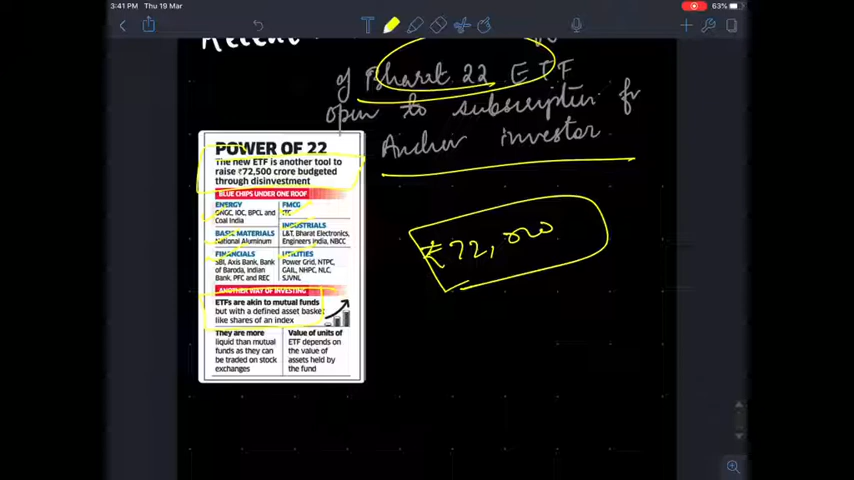 3:41 PM Thu 19 Mar
63%
Recent
of Bharat 22 ETF
open to subscription for
Anchor investor
POWER OF 22
The new ETF is another tool to
raise ₹72,500 crore budgeted
through disinvestment
BLUE CHIPS UNDER ONE ROOF
ENERGY
ONGC, IOC, BPCL and
Coal India
BASIC MATERIALS
National Aluminum
FINANCIALS
SBI, Axis Bank, Bank
of Baroda, Indian
Bank, PFC and REC
FMCG
ITC
INDUSTRIALS
L&T, Bharat Electronics,
Engineers India, NBCC
UTILITIES
Power Grid, NTPC,
GAIL, NHPC, NLC,
SJVNL
ANOTHER WAY OF INVESTING
ETFs are akin to mutual funds
but with a defined asset basket
like shares of an index
They are more
liquid than mutual
funds as they can
be traded on stock
exchanges
Value of units of
ETF depends on
the value of
assets held by
the fund
₹72,000